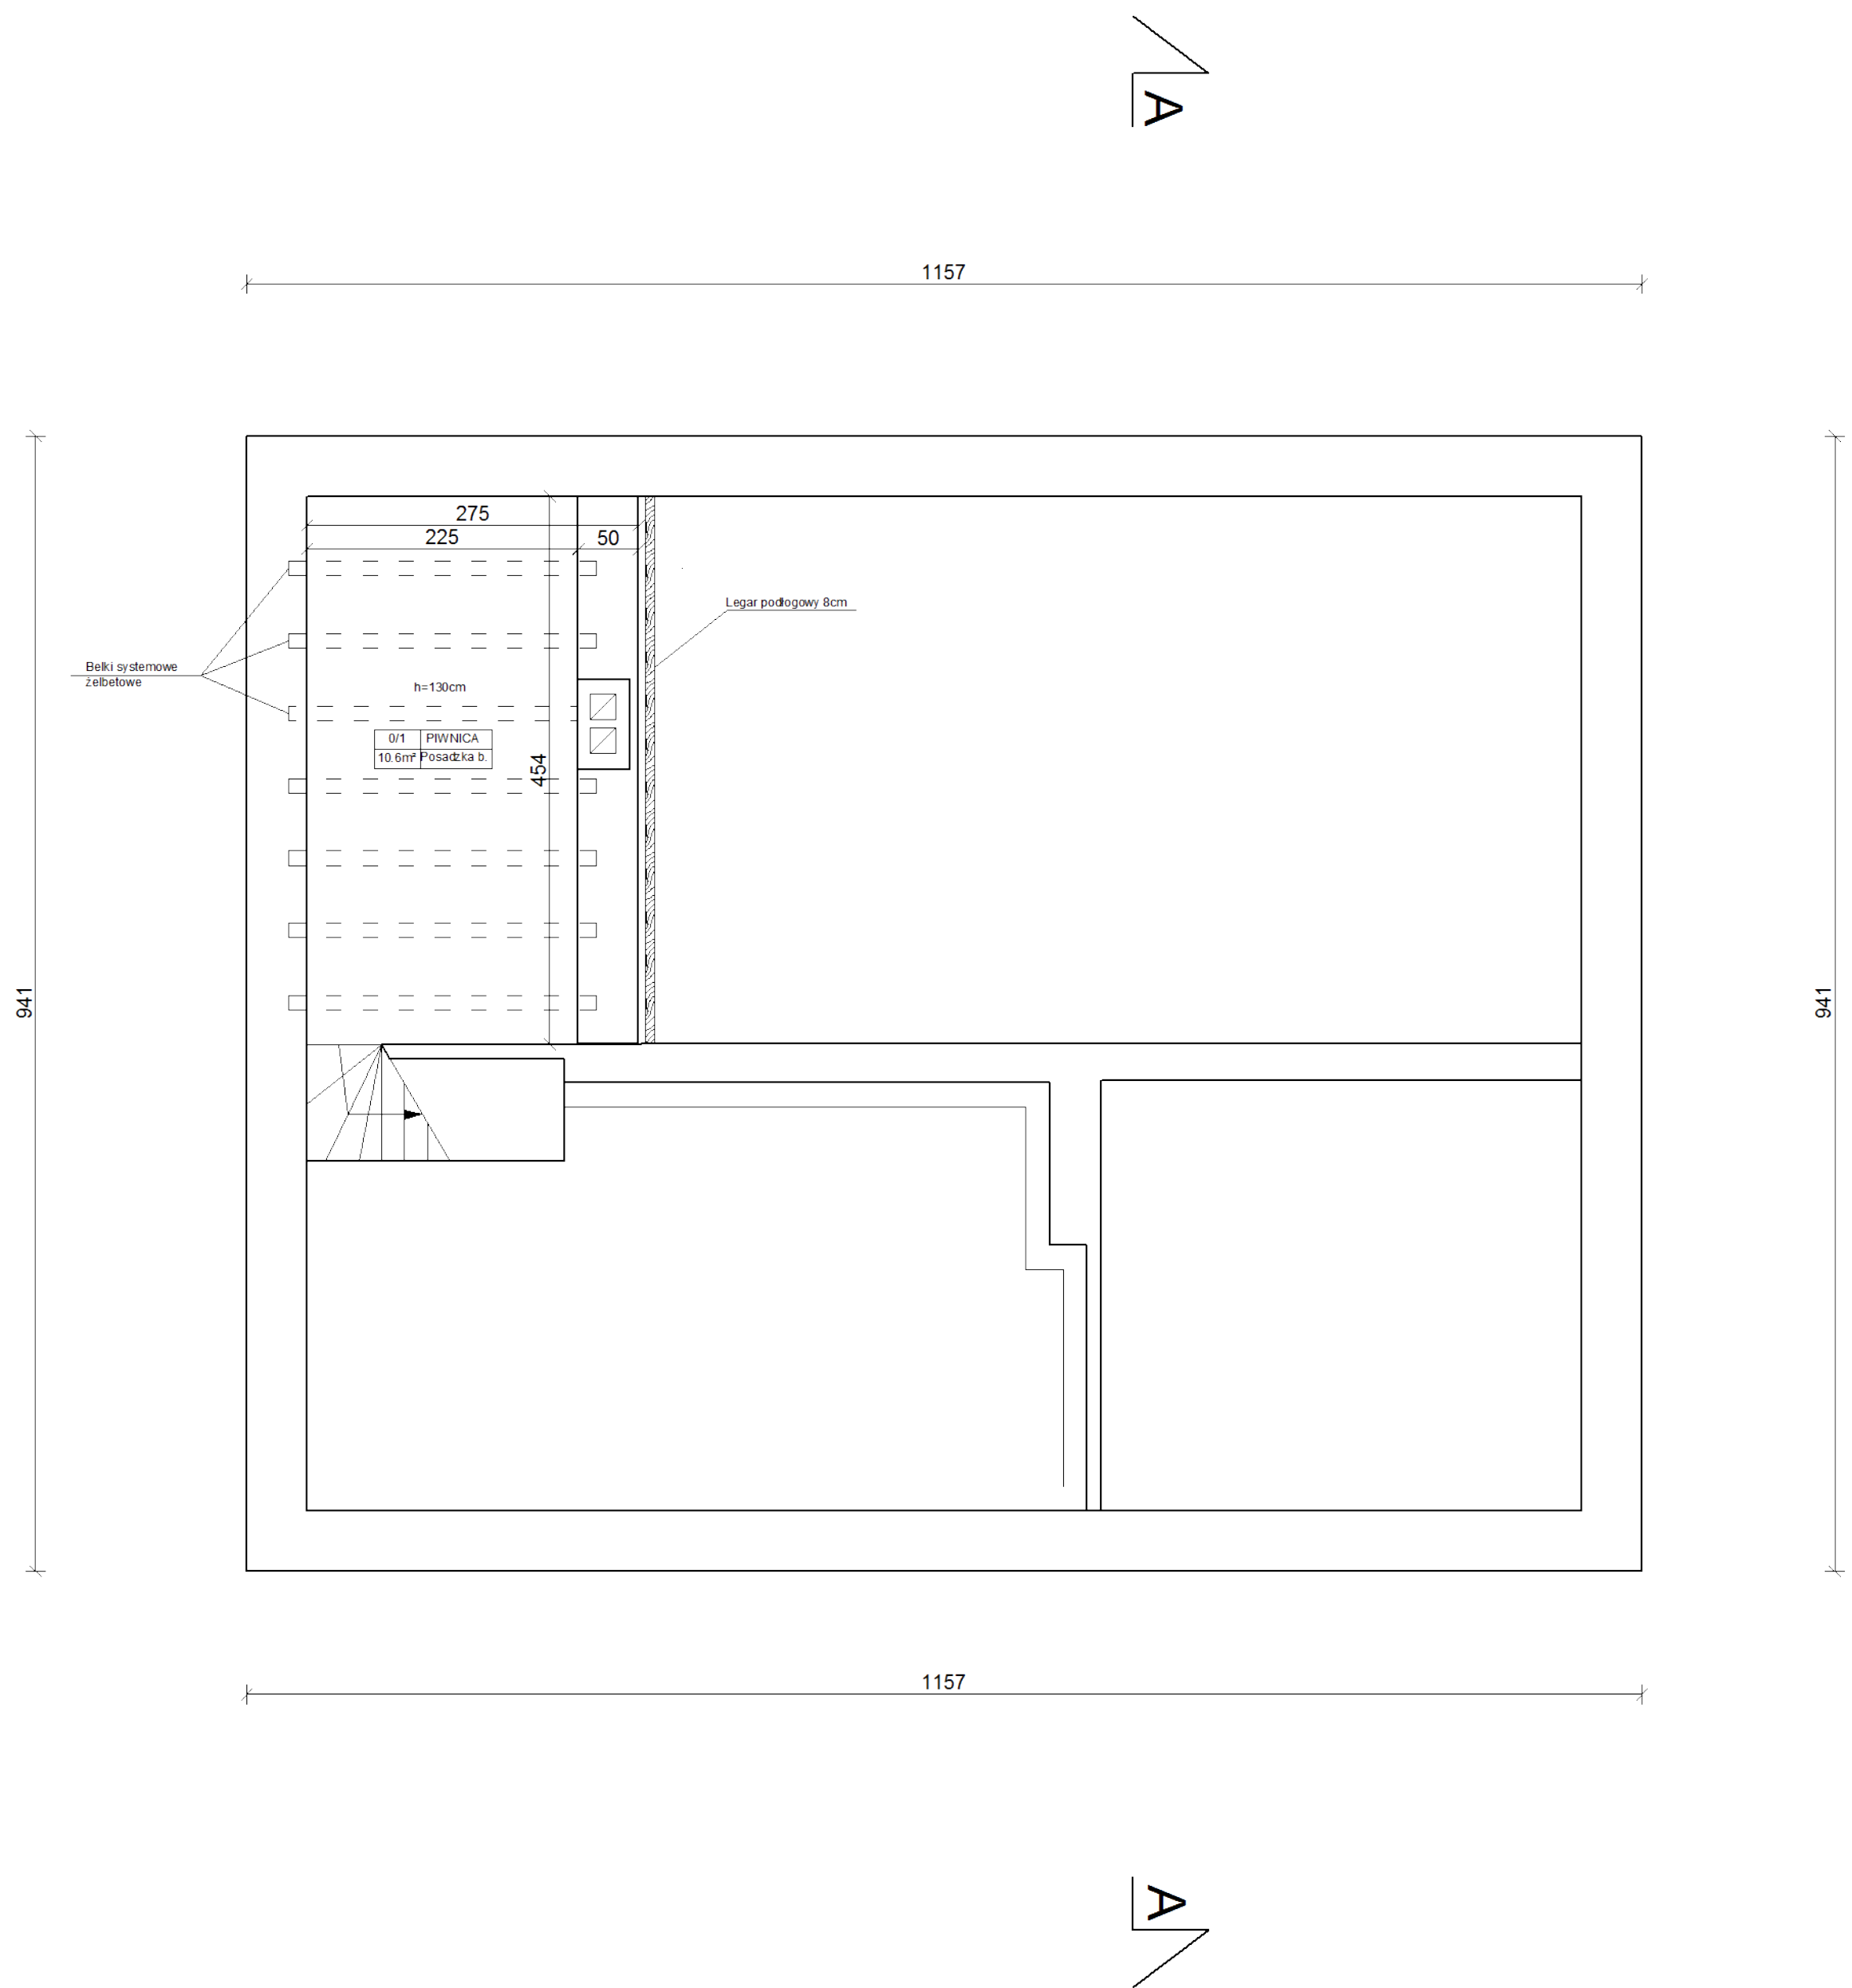 A
1157
275
225
50
Legar podłogowy 8cm
Belki systemowe
żelbetowe
h=130cm
0/1 PIWNICA
10.6m² Posadzka b.
454
941
941
1157
A